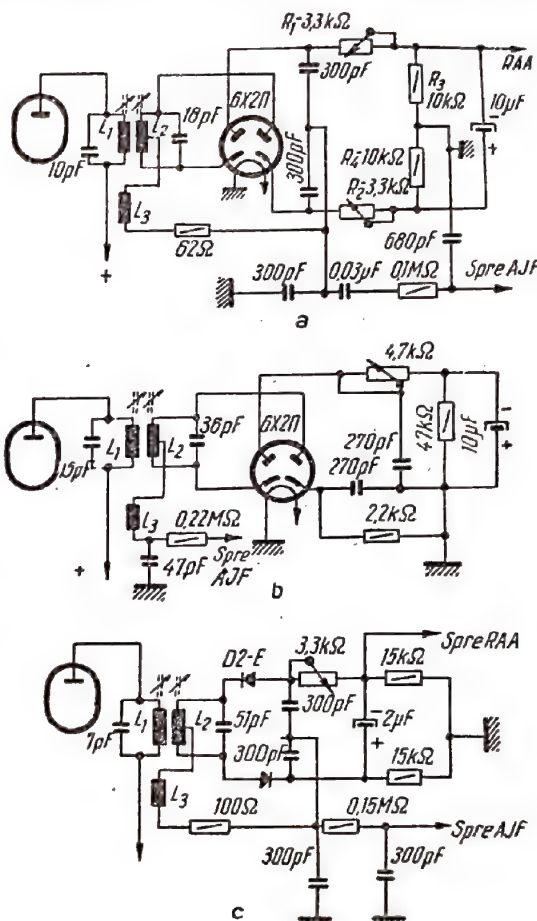 R₁-3,3kΩ
RAA
300pF
6Х2П
R₃
10kΩ
10µF
-
+
L₁
L₂
18pF
10pF
300pF
R₄-10kΩ
R₂-3,3kΩ
L₃
62Ω
680pF
+
300pF
0,03µF
0,1MΩ
Spre AJF
a
4,7kΩ
36pF
6Х2П
-
L₁
L₂
15pF
270pF
47kΩ
10µF
+
270pF
L₃
0,22MΩ
2,2kΩ
Spre
AJF
+
47pF
b
Spre RAA
D2-E
3,3kΩ
15kΩ
300pF
L₁
L₂
51pF
-2µF
7pF
300pF
+
15kΩ
L₃
100Ω
0,15MΩ
Spre AJF
300pF
300pF
c